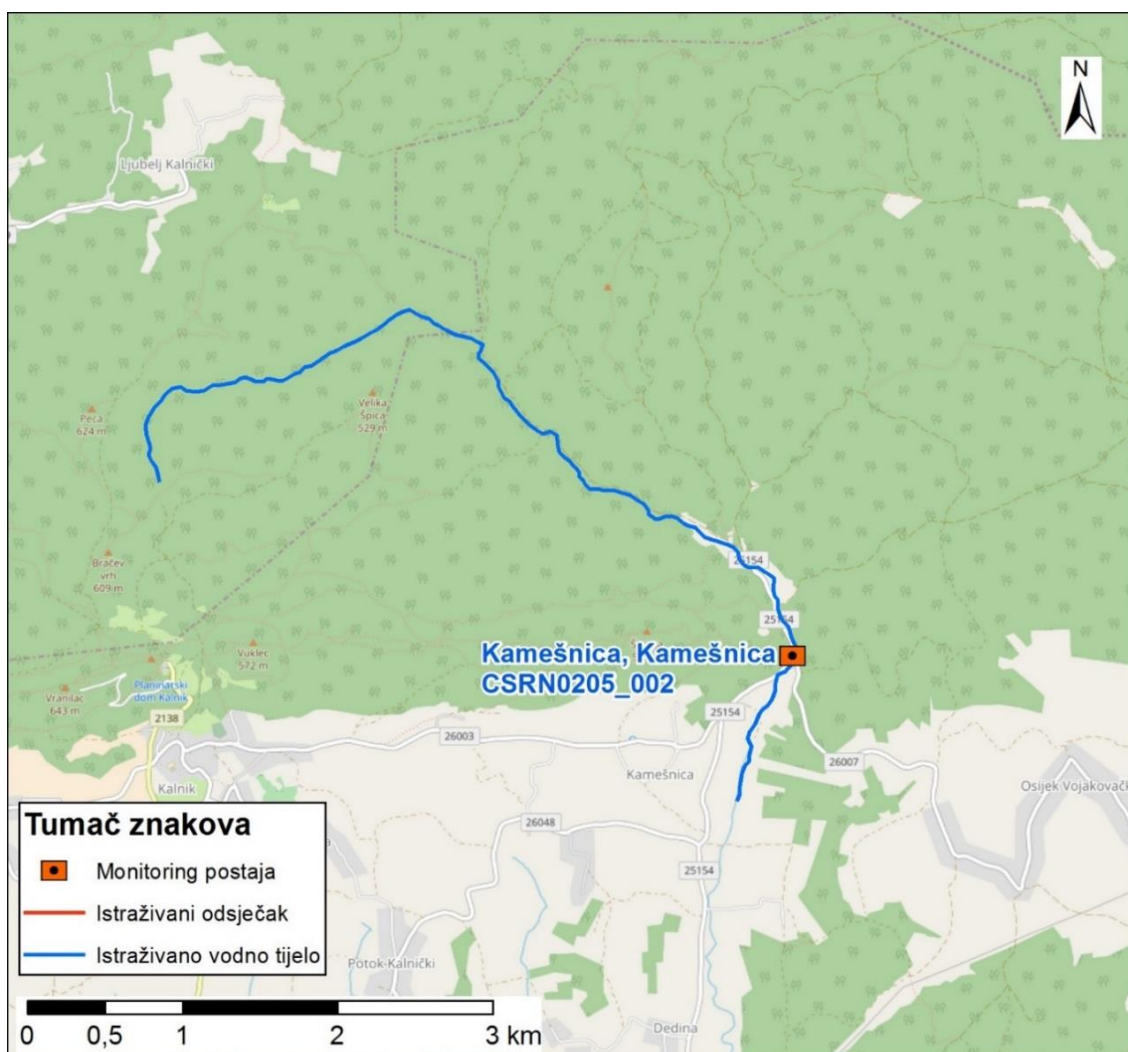 N
Ljubelj Kalnički
Peca
624 m
Velika
Špica
529 m
25154
Bračev
vrh
609 m
25154
Kamešnica, Kamešnica
CSRN0205_002
Vuklec
572 m
Planinarski
dom Kalnik
Vranilac
643 m
2138
25154
26003
26007
Kamešnica
Kalnik
Osijek Vojakovački
26048
25154
Potok-Kalnički
Dedina
Tumač znakova
Monitoring postaja
Istraživani odsječak
Istraživano vodno tijelo
0 0,5 1 2 3 km